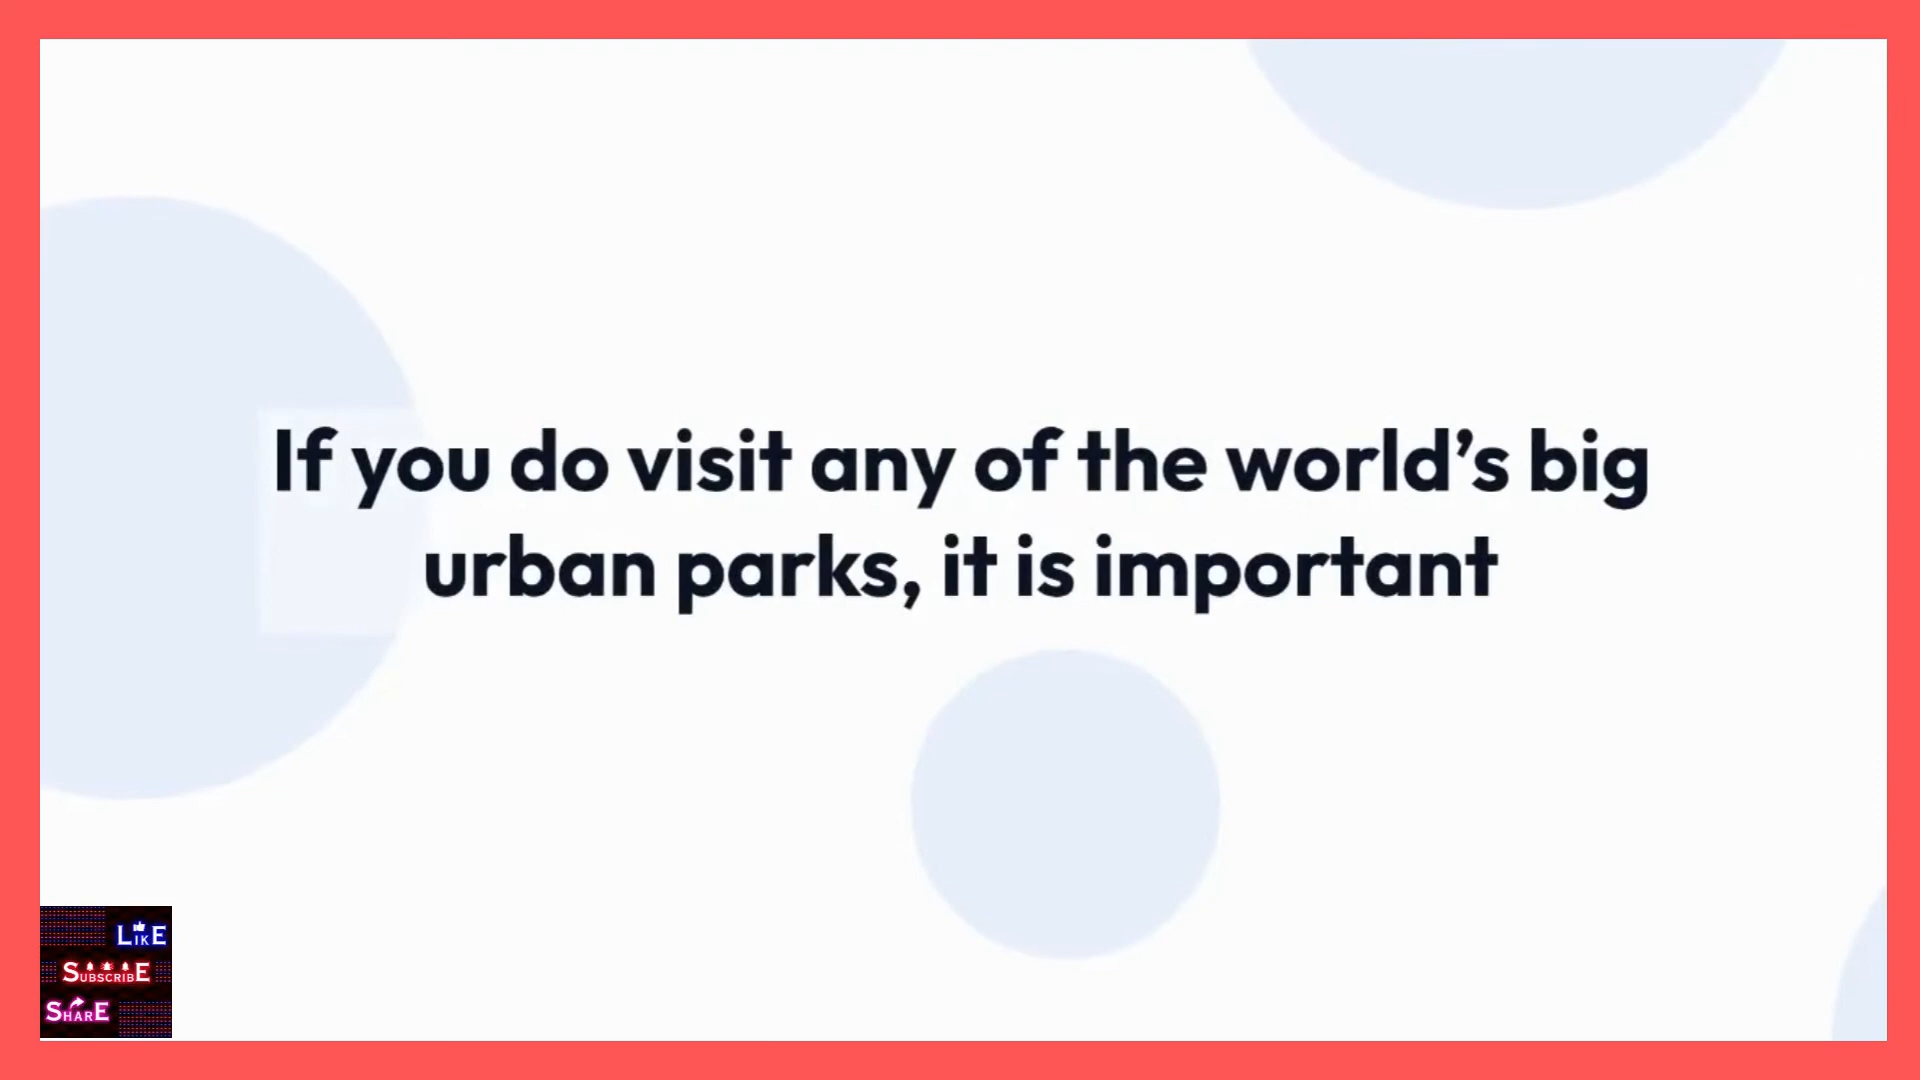 If you do visit any of the world’s big
urban parks, it is important
LIKE
SUBSCRIBE
SHARE